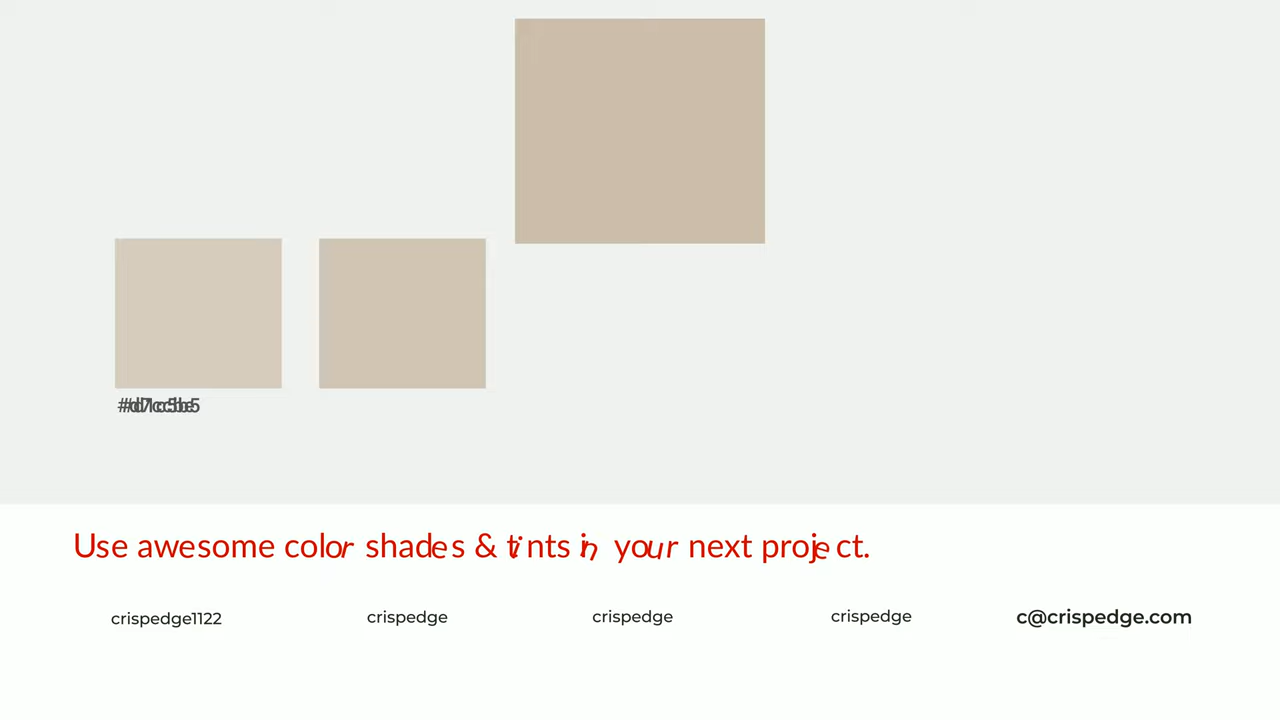 Use awesome color shades & tints in your next project.
crispedge1122 crispedge crispedge crispedge c@crispedge.com